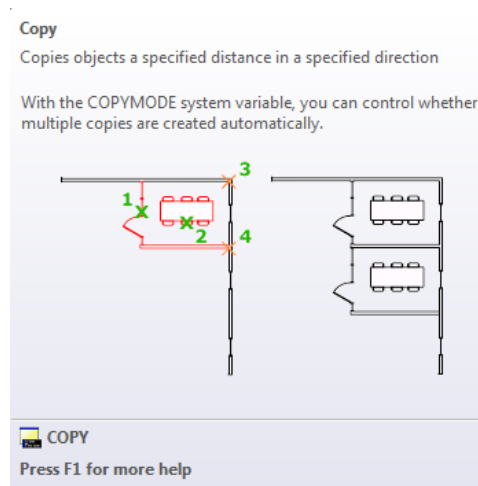 Copy
Copies objects a specified distance in a specified direction
With the COPYMODE system variable, you can control whether
multiple copies are created automatically.
3
1
2 4
COPY
Press F1 for more help